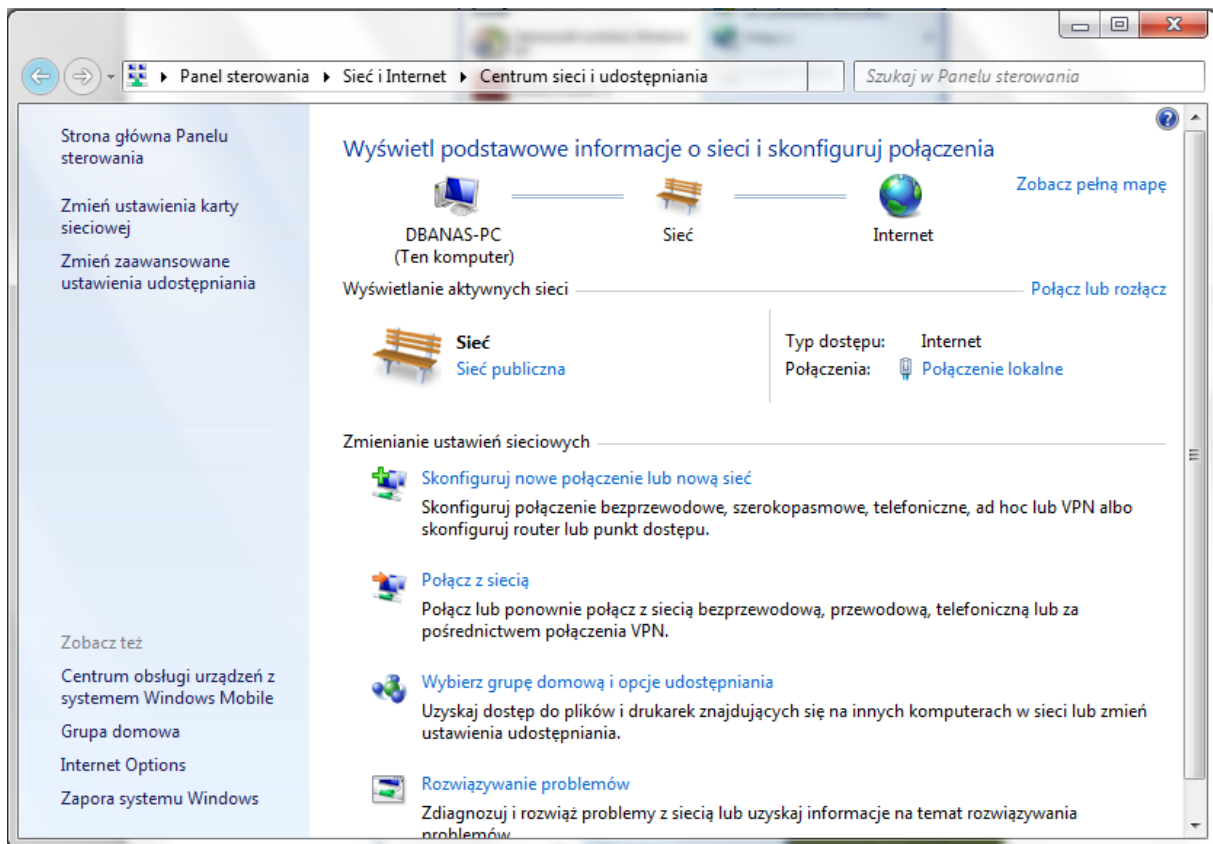 Panel sterowania ▸ Sieć i Internet ▸ Centrum sieci i udostępniania
Szukaj w Panelu sterowania
Strona główna Panelu
sterowania
Zmień ustawienia karty
sieciowej
Zmień zaawansowane
ustawienia udostępniania
Wyświetl podstawowe informacje o sieci i skonfiguruj połączenia
Zobacz pełną mapę
DBANAS-PC
(Ten komputer)
Sieć
Internet
Wyświetlanie aktywnych sieci
Połącz lub rozłącz
Sieć
Sieć publiczna
Typ dostępu: Internet
Połączenia: Połączenie lokalne
Zmienianie ustawień sieciowych
Skonfiguruj nowe połączenie lub nową sieć
Skonfiguruj połączenie bezprzewodowe, szerokopasmowe, telefoniczne, ad hoc lub VPN albo
skonfiguruj router lub punkt dostępu.
Połącz z siecią
Połącz lub ponownie połącz z siecią bezprzewodową, przewodową, telefoniczną lub za
pośrednictwem połączenia VPN.
Wybierz grupę domową i opcje udostępniania
Uzyskaj dostęp do plików i drukarek znajdujących się na innych komputerach w sieci lub zmień
ustawienia udostępniania.
Rozwiązywanie problemów
Zdiagnozuj i rozwiąż problemy z siecią lub uzyskaj informacje na temat rozwiązywania
problemów
Zobacz też
Centrum obsługi urządzeń z
systemem Windows Mobile
Grupa domowa
Internet Options
Zapora systemu Windows